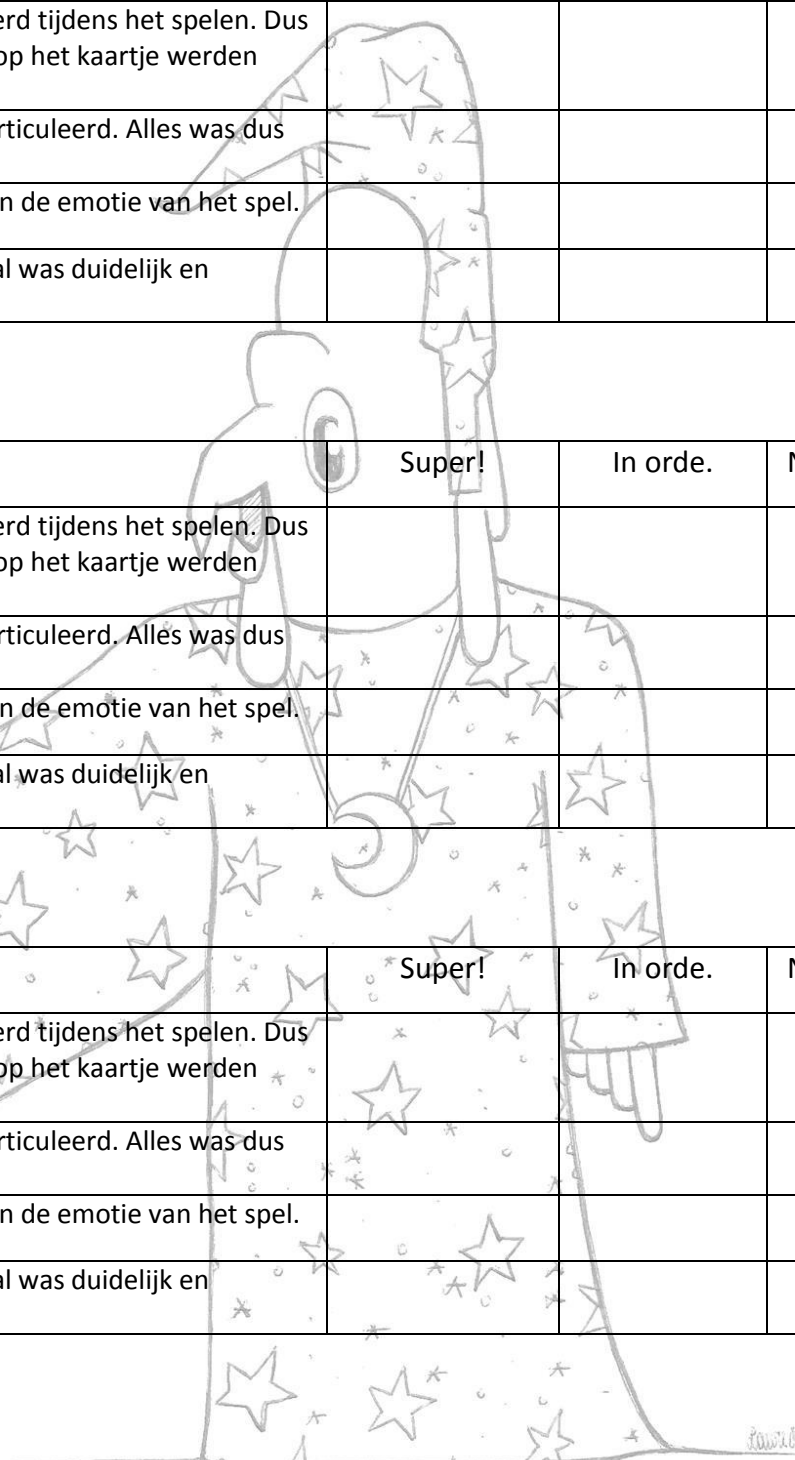 erd tijdens het spelen. Dus
op het kaartje werden
rticuleerd. Alles was dus
n de emotie van het spel.
al was duidelijk en
Super! In orde. N
erd tijdens het spelen. Dus
op het kaartje werden
rticuleerd. Alles was dus
n de emotie van het spel.
al was duidelijk en
Super! In orde. N
erd tijdens het spelen. Dus
op het kaartje werden
rticuleerd. Alles was dus
n de emotie van het spel.
al was duidelijk en